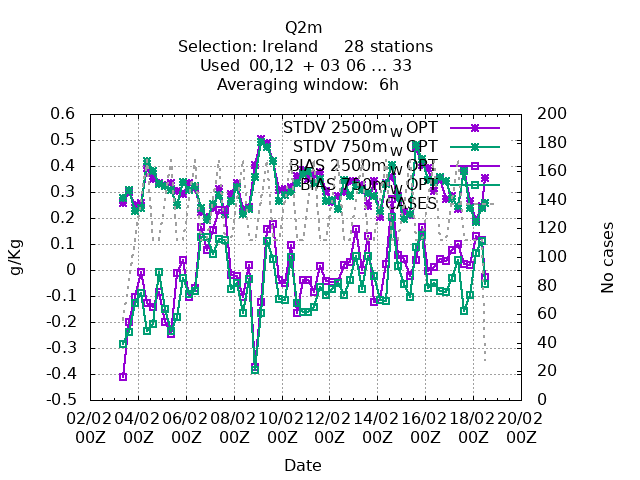 Q2m
Selection: Ireland 28 stations
Used 00,12 + 03 06 ... 33
Averaging window: 6h
0.6 200
STDV 2500m_w OPT
0.5 180
STDV 750m_w OPT
0.4 160
BIAS 2500m_w OPT
BIAS 750m_w OPT
0.3 140
CASES
0.2 120
0.1 100
0 80
-0.1 60
-0.2 40
-0.3 20
-0.4 0
-0.5
g/Kg
No cases
02/02 04/02 06/02 08/02 10/02 12/02 14/02 16/02 18/02 20/02
00Z 00Z 00Z 00Z 00Z 00Z 00Z 00Z 00Z 00Z
Date